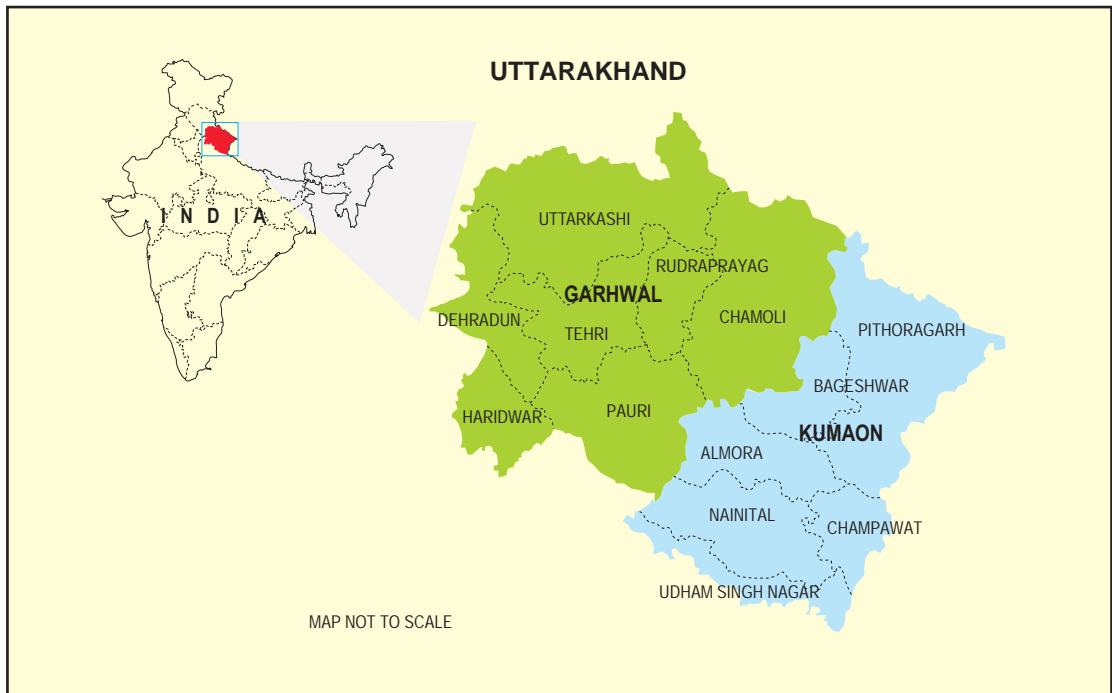 UTTARAKHAND
INDIA
UTTARKASHI
RUDRAPRAYAG
GARHWAL
CHAMOLI
DEHRADUN
TEHRI
PITHORAGARH
BAGESHWAR
HARIDWAR
PAURI
KUMAON
ALMORA
NAINITAL
CHAMPAWAT
UDHAM SINGH NAGAR
MAP NOT TO SCALE